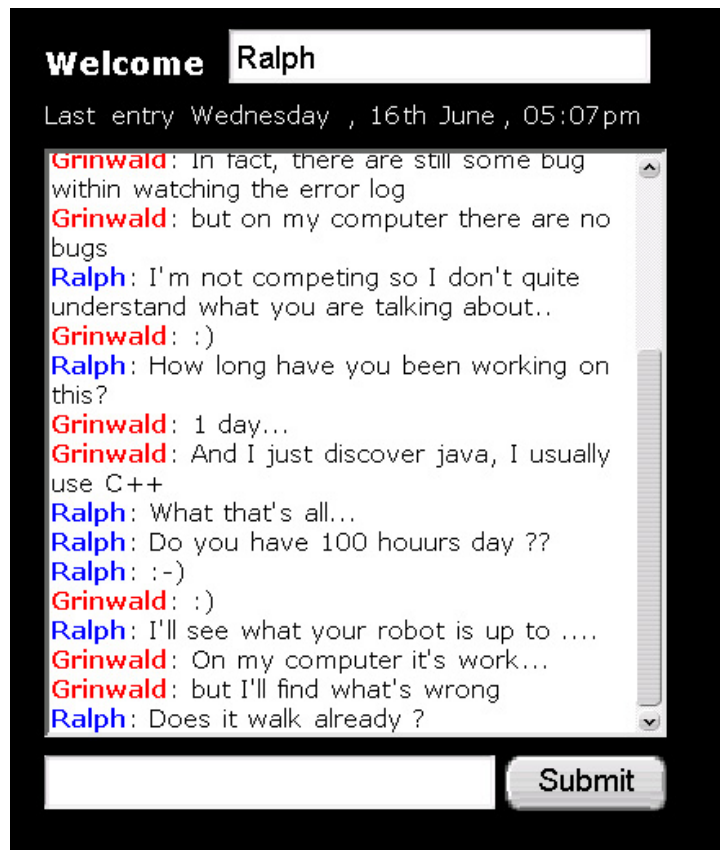 Welcome Ralph
Last entry Wednesday , 16th June , 05:07pm
Grinwald: In fact, there are still some bug
within watching the error log
Grinwald: but on my computer there are no
bugs
Ralph: I'm not competing so I don't quite
understand what you are talking about..
Grinwald: :)
Ralph: How long have you been working on
this?
Grinwald: 1 day...
Grinwald: And I just discover java, I usually
use C++
Ralph: What that's all...
Ralph: Do you have 100 houurs day ??
Ralph: :-)
Grinwald: :)
Ralph: I'll see what your robot is up to ....
Grinwald: On my computer it's work...
Grinwald: but I'll find what's wrong
Ralph: Does it walk already ?
Submit